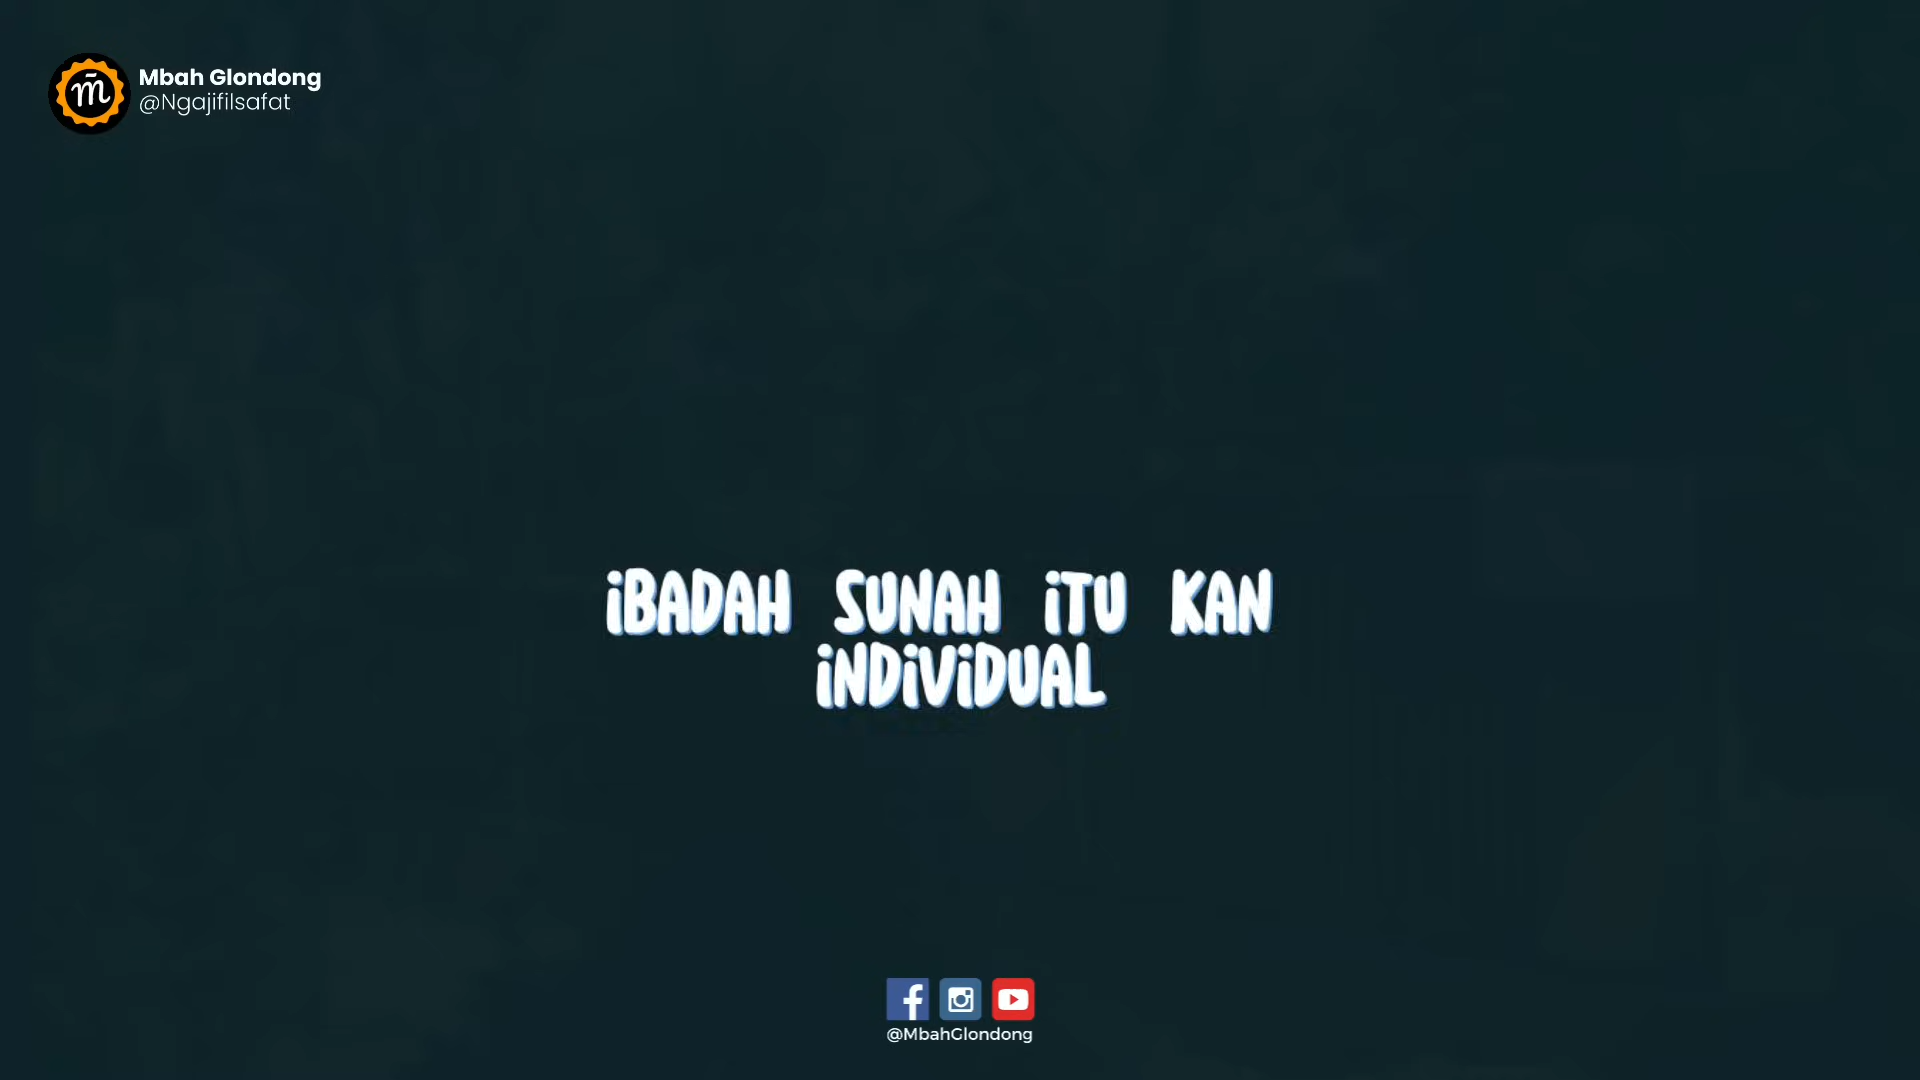 Mbah Glondong
@Ngajifilsafat
iBADAH SUNAH iTU KAN
iNDiViDUAL
@MbahGlondong